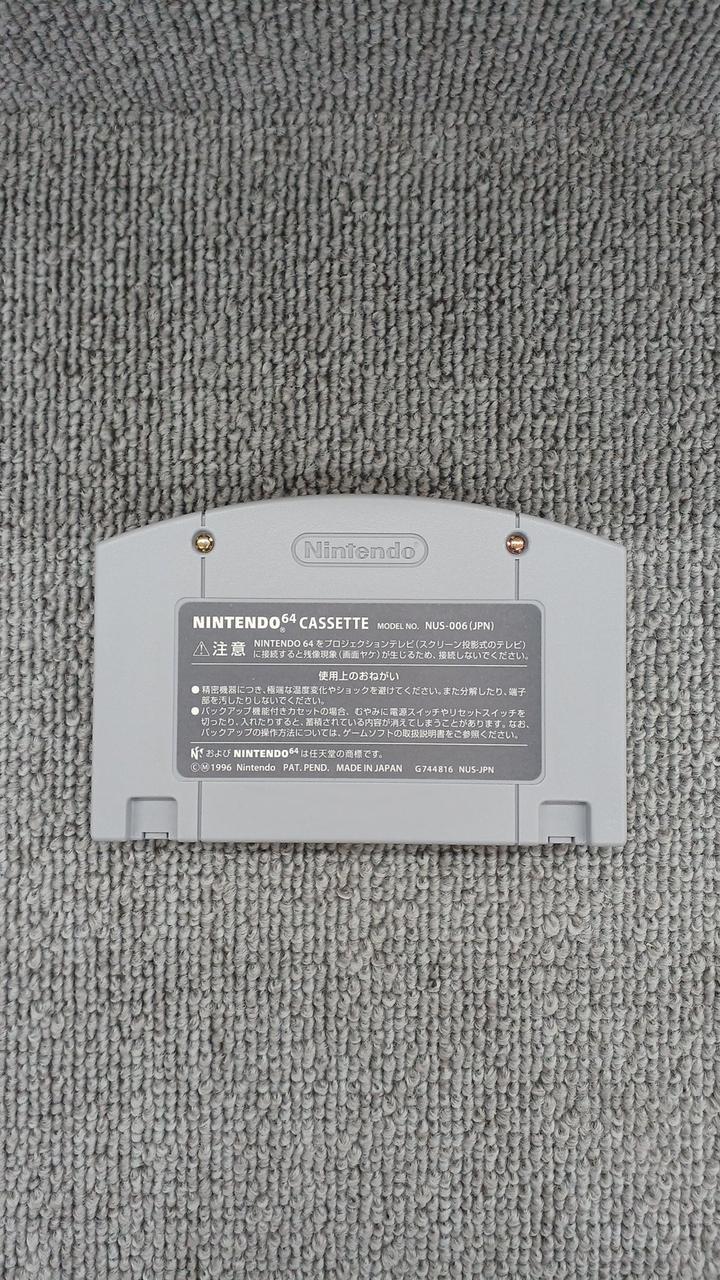 Nintendo
NINTENDO®64 CASSETTE MODEL NO. NUS-006 (JPN)
⚠注意 NINTENDO 64 をプロジェクションテレビ(スクリーン投影式のテレビ)
に接続すると残像現象(画面ヤケ)が生じるため、接続しないでください。
使用上のおねがい
●精密機器につき、極端な温度変化やショックを避けてください。また分解したり、端子
部を汚したりしないでください。
●バックアップ機能付きカセットの場合、むやみに電源スイッチやリセットスイッチを
切ったり、入れたりすると、蓄積されている内容が消えてしまうことがあります。なお、
バックアップの操作方法については、ゲームソフトの取扱説明書をご参照ください。
N および NINTENDO64 は任天堂の商標です。
©Ⓜ1996 Nintendo PAT. PEND. MADE IN JAPAN G744816 NUS-JPN